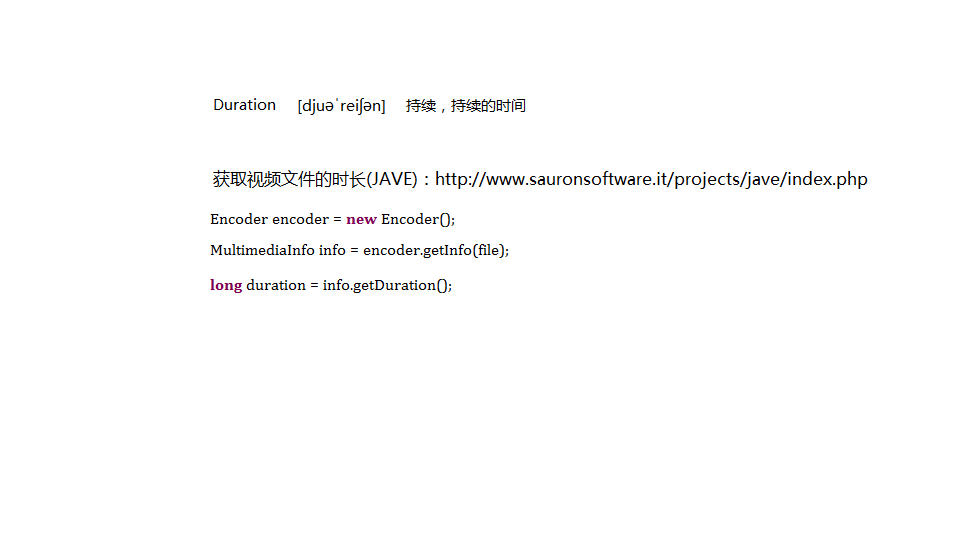 Duration [djuəˈreiʃən] 持续，持续的时间
获取视频文件的时长(JAVE)：http://www.sauronsoftware.it/projects/jave/index.php
Encoder encoder = new Encoder();
MultimediaInfo info = encoder.getInfo(file);
long duration = info.getDuration();